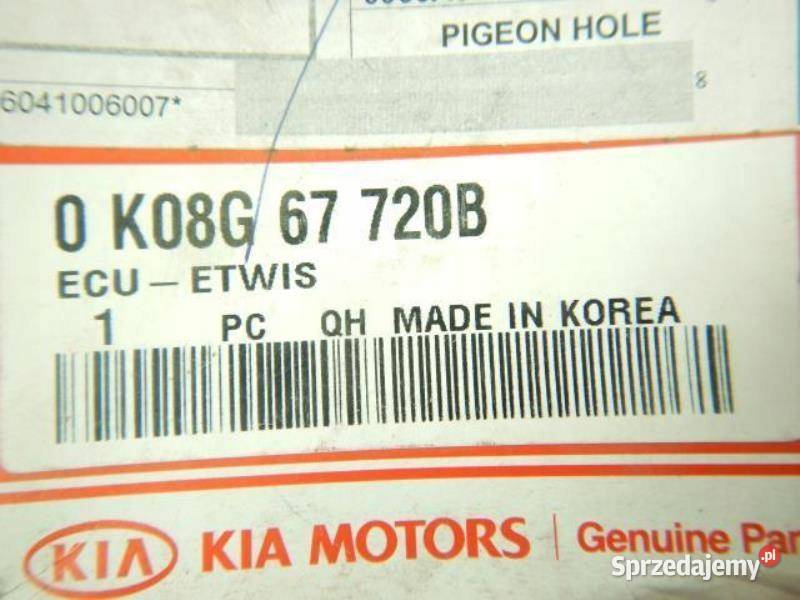 PIGEON HOLE
6041006007*
8
0 K08G 67 720B
ECU - ETWIS
1 PC QH MADE IN KOREA
KIA KIA MOTORS | Genuine Par
Sprzedajemy.pl